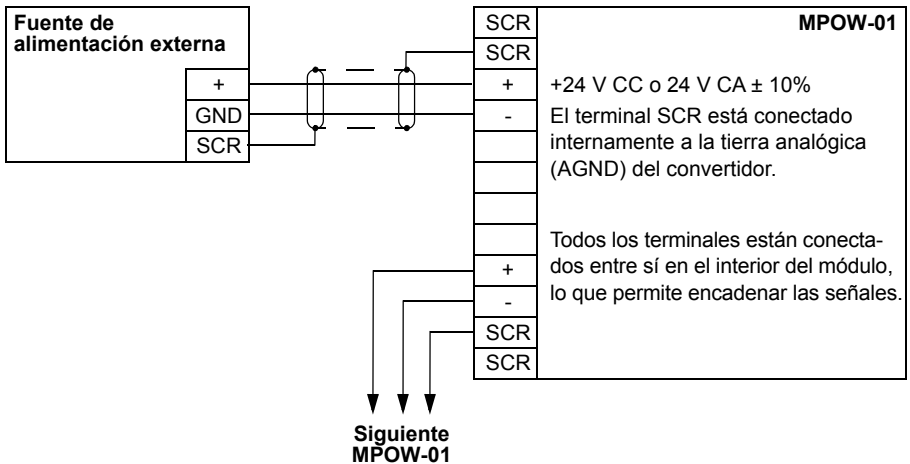 Fuente de
alimentación externa
+
GND
SCR
SCR
SCR
+
-
+
-
SCR
SCR
MPOW-01
+24 V CC o 24 V CA ± 10%
El terminal SCR está conectado
internamente a la tierra analógica
(AGND) del convertidor.
Todos los terminales están conecta-
dos entre sí en el interior del módulo,
lo que permite encadenar las señales.
Siguiente
MPOW-01